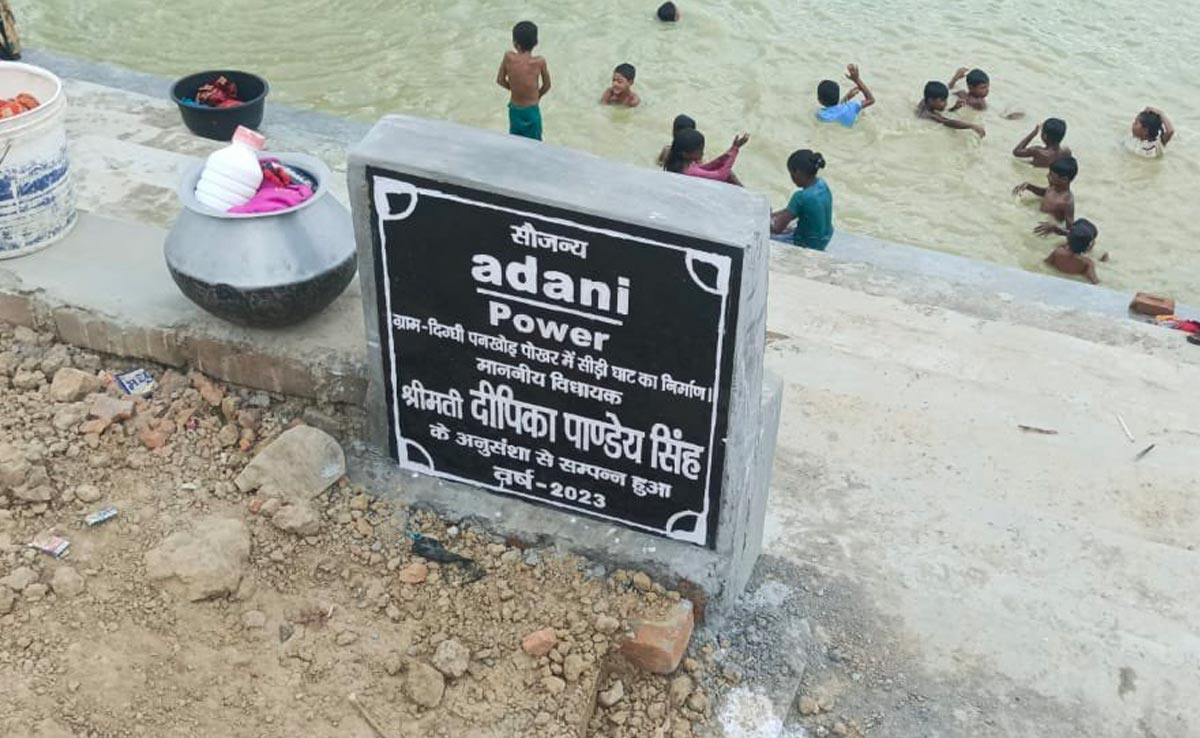 सौजन्य
adani
Power
ग्राम-दिग्घी पनखोड़ पोखर में सीड़ी घाट का निर्माण।
माननीय विधायक
श्रीमती दीपिका पाण्डेय सिंह
के अनुसंशा से सम्पन्न हुआ
वर्ष-2023